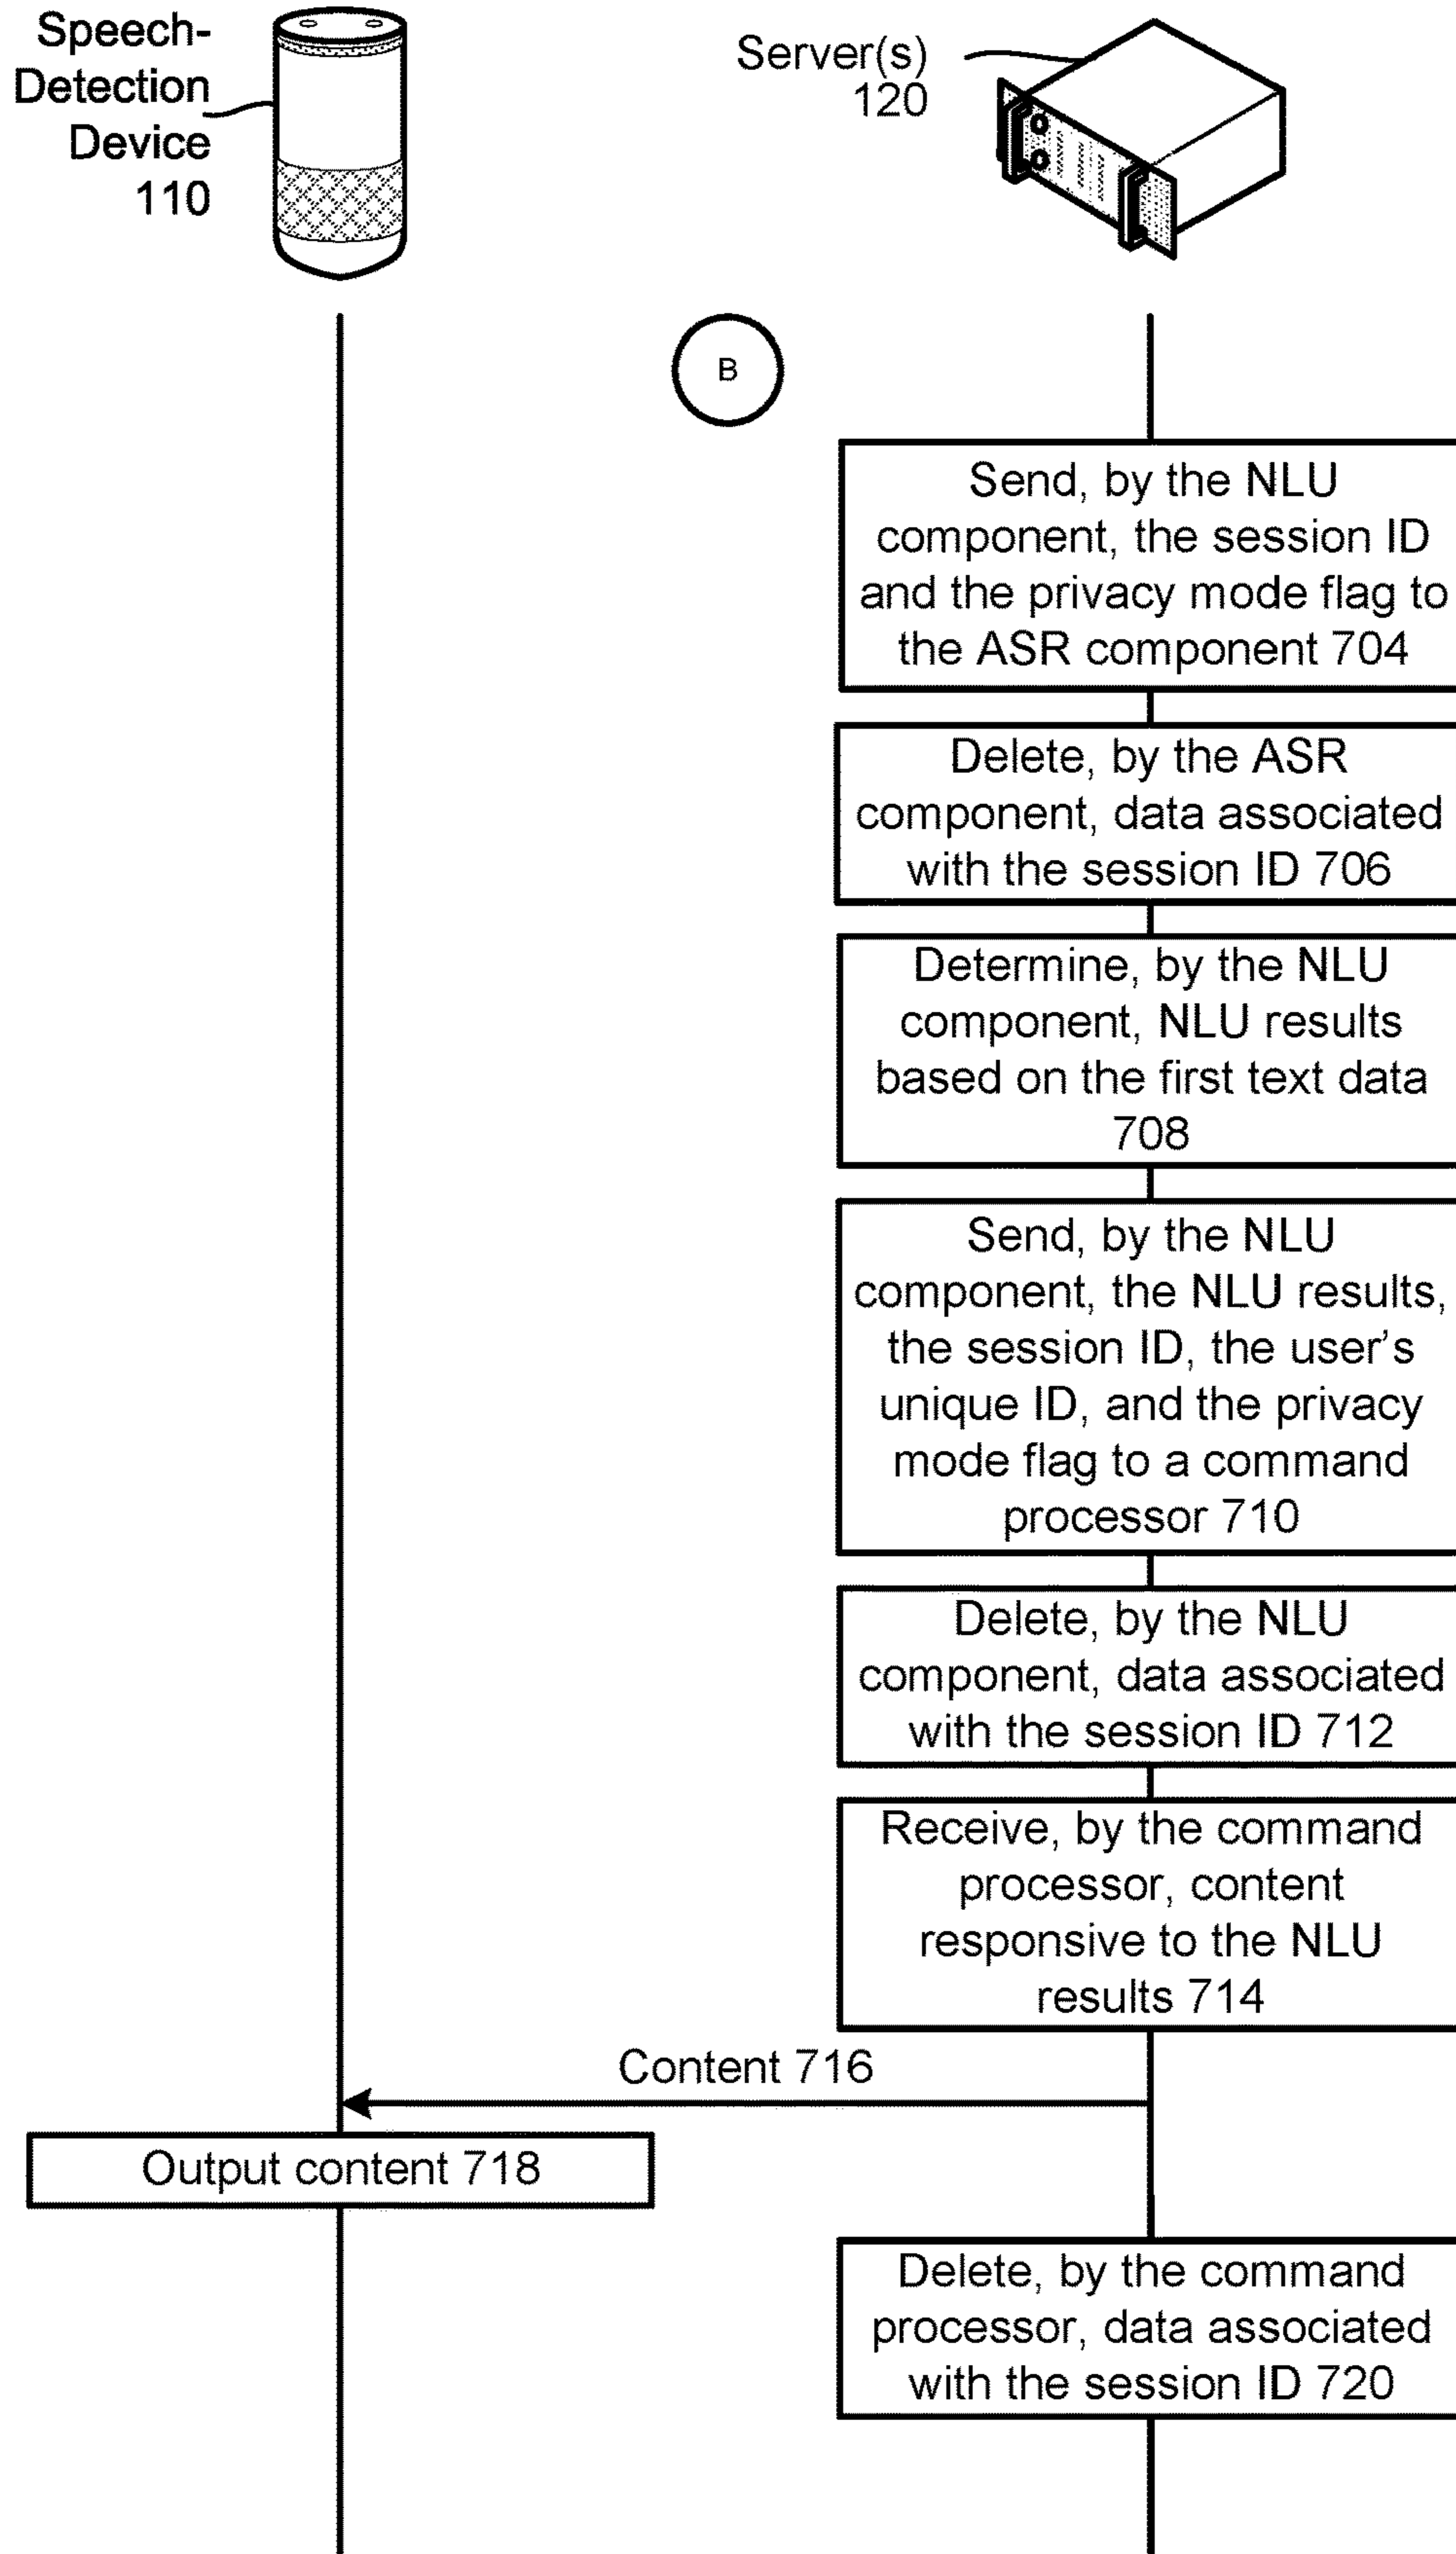 Speech-
Detection
Device
110
Server(s)
120
B
Send, by the NLU
component, the session ID
and the privacy mode flag to
the ASR component 704
Delete, by the ASR
component, data associated
with the session ID 706
Determine, by the NLU
component, NLU results
based on the first text data
708
Send, by the NLU
component, the NLU results,
the session ID, the user's
unique ID, and the privacy
mode flag to a command
processor 710
Delete, by the NLU
component, data associated
with the session ID 712
Receive, by the command
processor, content
responsive to the NLU
results 714
Content 716
Output content 718
Delete, by the command
processor, data associated
with the session ID 720